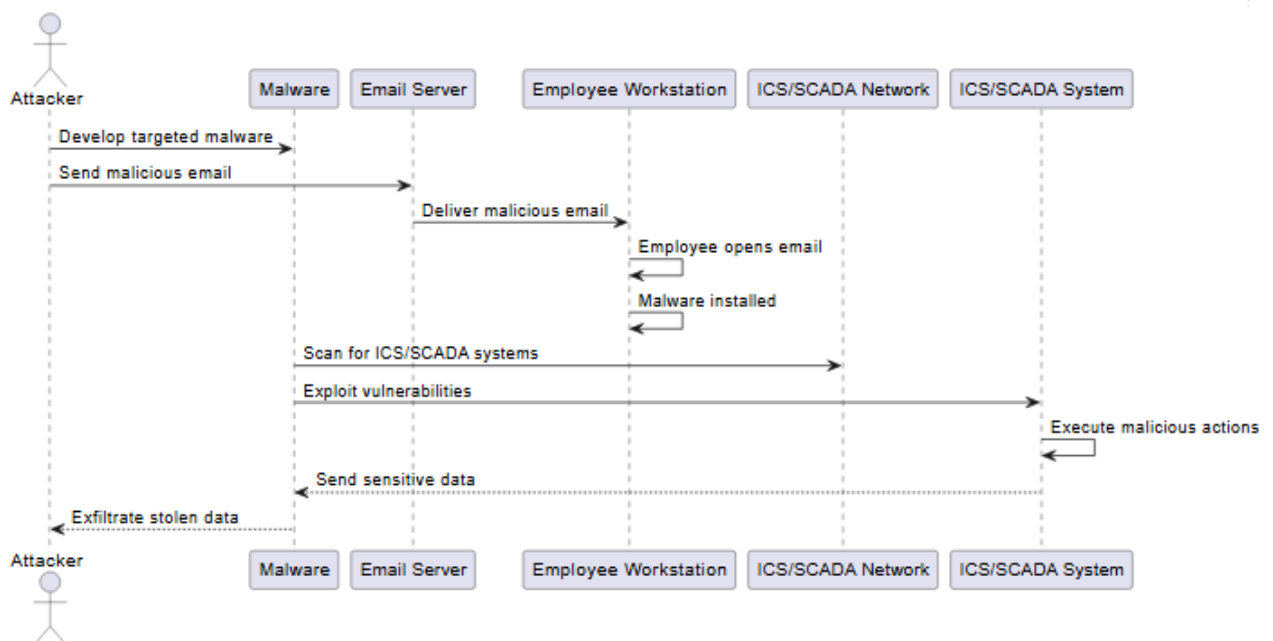 Attacker
Malware
Email Server
Employee Workstation
ICS/SCADA Network
ICS/SCADA System
Develop targeted malware
Send malicious email
Deliver malicious email
Employee opens email
Malware installed
Scan for ICS/SCADA systems
Exploit vulnerabilities
Execute malicious actions
Send sensitive data
Exfiltrate stolen data
Attacker
Malware
Email Server
Employee Workstation
ICS/SCADA Network
ICS/SCADA System